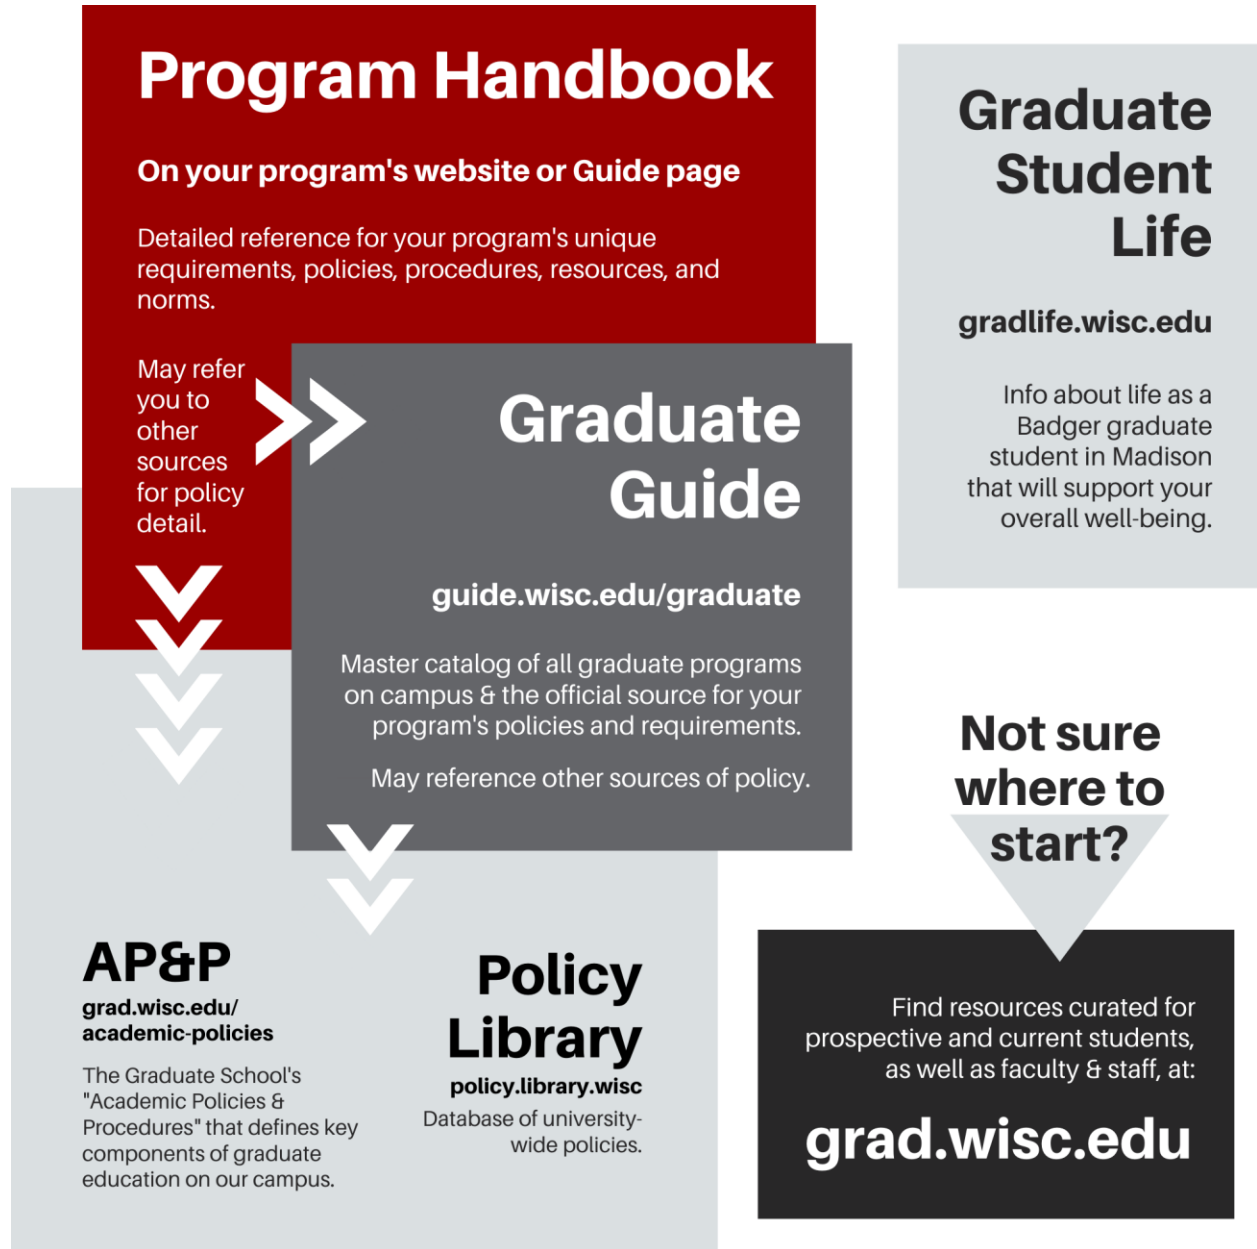 Program Handbook
On your program's website or Guide page
Detailed reference for your program's unique
requirements, policies, procedures, resources, and
norms.
May refer
you to
other
sources
for policy
detail.
Graduate
Guide
guide.wisc.edu/graduate
Master catalog of all graduate programs
on campus & the official source for your
program's policies and requirements.
May reference other sources of policy.
AP&P
grad.wisc.edu/
academic-policies
The Graduate School's
"Academic Policies &
Procedures" that defines key
components of graduate
education on our campus.
Policy
Library
policy.library.wisc
Database of university-
wide policies.
Graduate
Student
Life
gradlife.wisc.edu
Info about life as a
Badger graduate
student in Madison
that will support your
overall well-being.
Not sure
where to
start?
Find resources curated for
prospective and current students,
as well as faculty & staff, at:
grad.wisc.edu